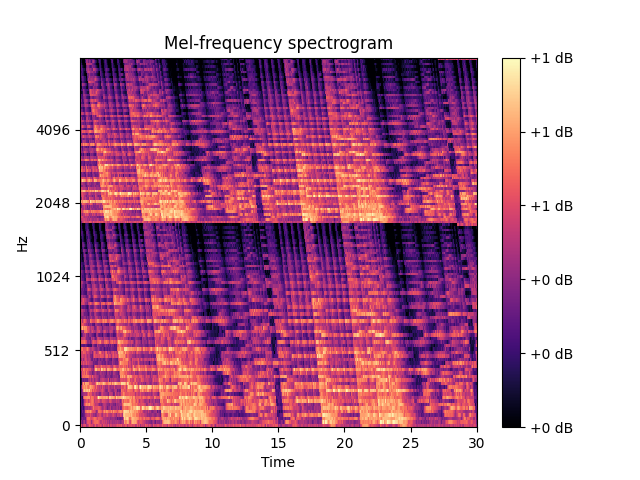 Mel-frequency spectrogram
+1 dB
4096
+1 dB
2048
+1 dB
Hz
1024
+0 dB
512
+0 dB
0
+0 dB
0 5 10 15 20 25 30
Time